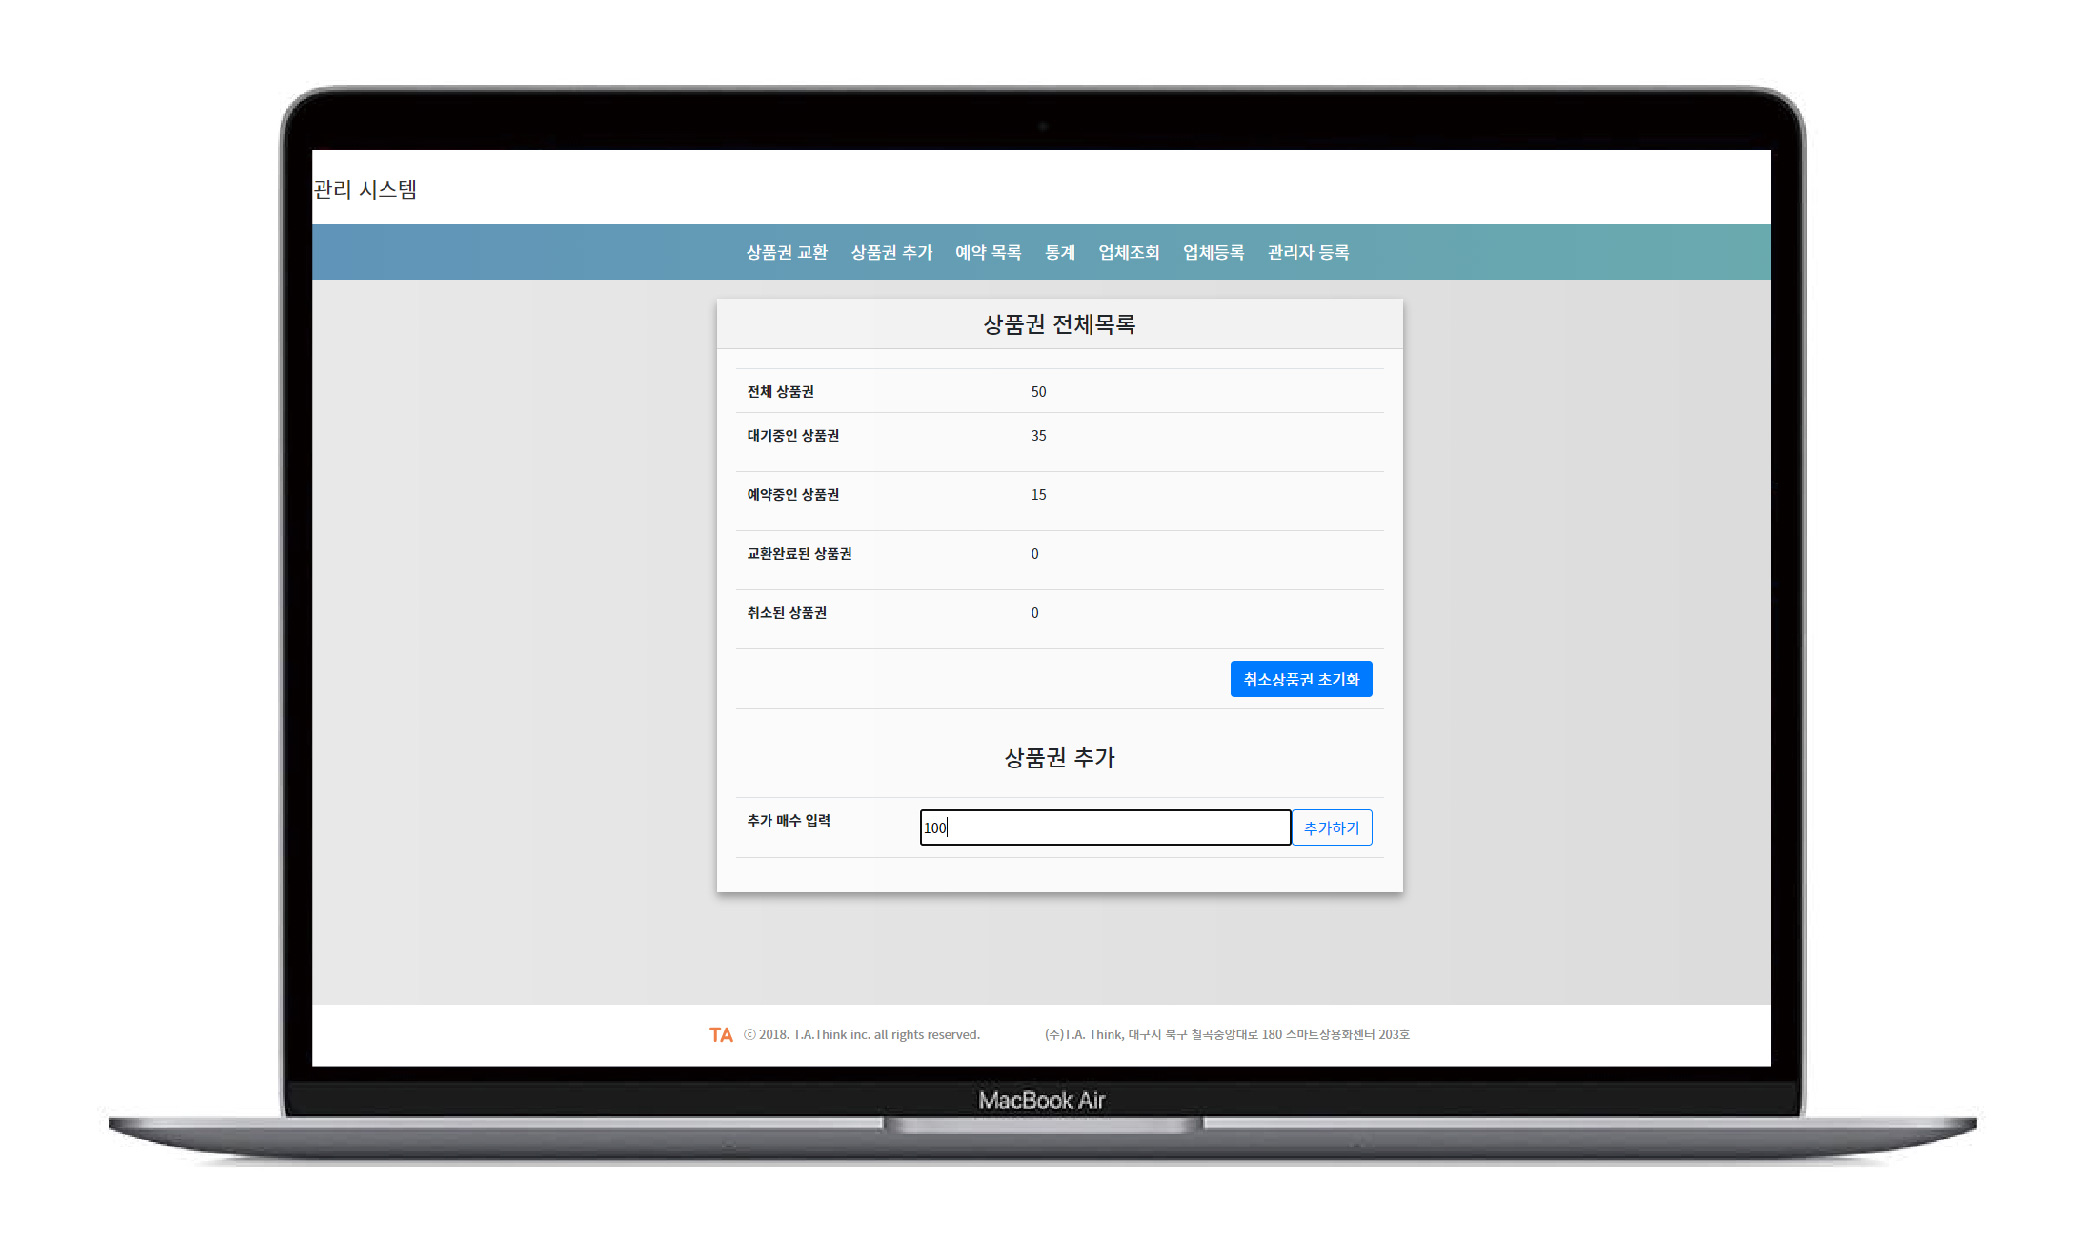 관리 시스템
상품권 교환 상품권 추가 예약 목록 통계 업체조회 업체등록 관리자 등록
상품권 전체목록
전체 상품권 50
대기중인 상품권 35
예약중인 상품권 15
교환완료된 상품권 0
취소된 상품권 0
취소상품권 초기화
상품권 추가
추가 매수 입력 100 추가하기
TA ⓒ 2018. T.A.Think inc. all rights reserved. (주)T.A. Think, 대구시 북구 칠곡중앙대로 180 스마트상용화센터 203호
MacBook Air